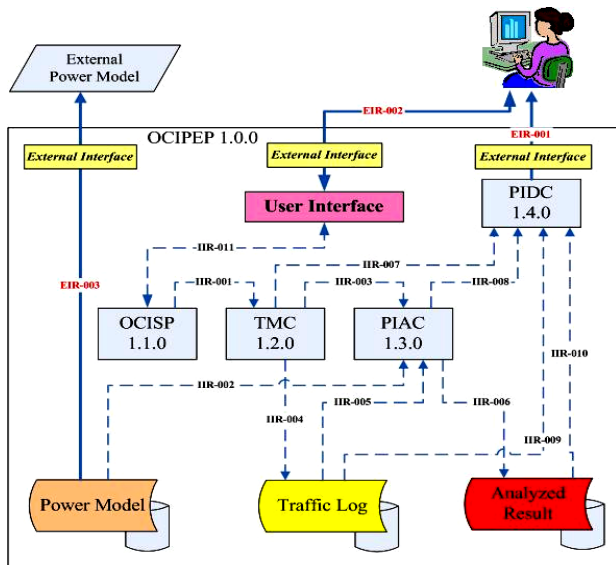 External
Power Model
EIR-002
EIR-001
OCIPEP 1.0.0
External Interface
External Interface
External Interface
User Interface
PIDC
1.4.0
IIR-011
IIR-007
EIR-003
IIR-001
IIR-003
IIR-008
OCISP
1.1.0
TMC
1.2.0
PIAC
1.3.0
IIR-010
IIR-002
IIR-005
IIR-006
IIR-004
IIR-009
Power Model
Traffic Log
Analyzed
Result